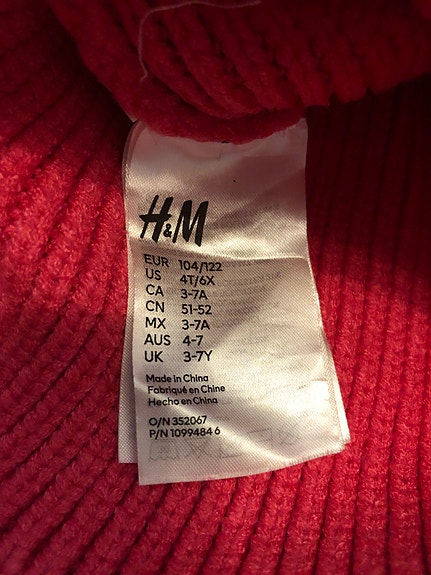 H&M
EUR 104/122
US 4T/6X
CA 3-7A
CN 51-52
MX 3-7A
AUS 4-7
UK 3-7Y
Made in China
Fabriqué en Chine
Hecho en China
O/N 352067
P/N 1099484 6